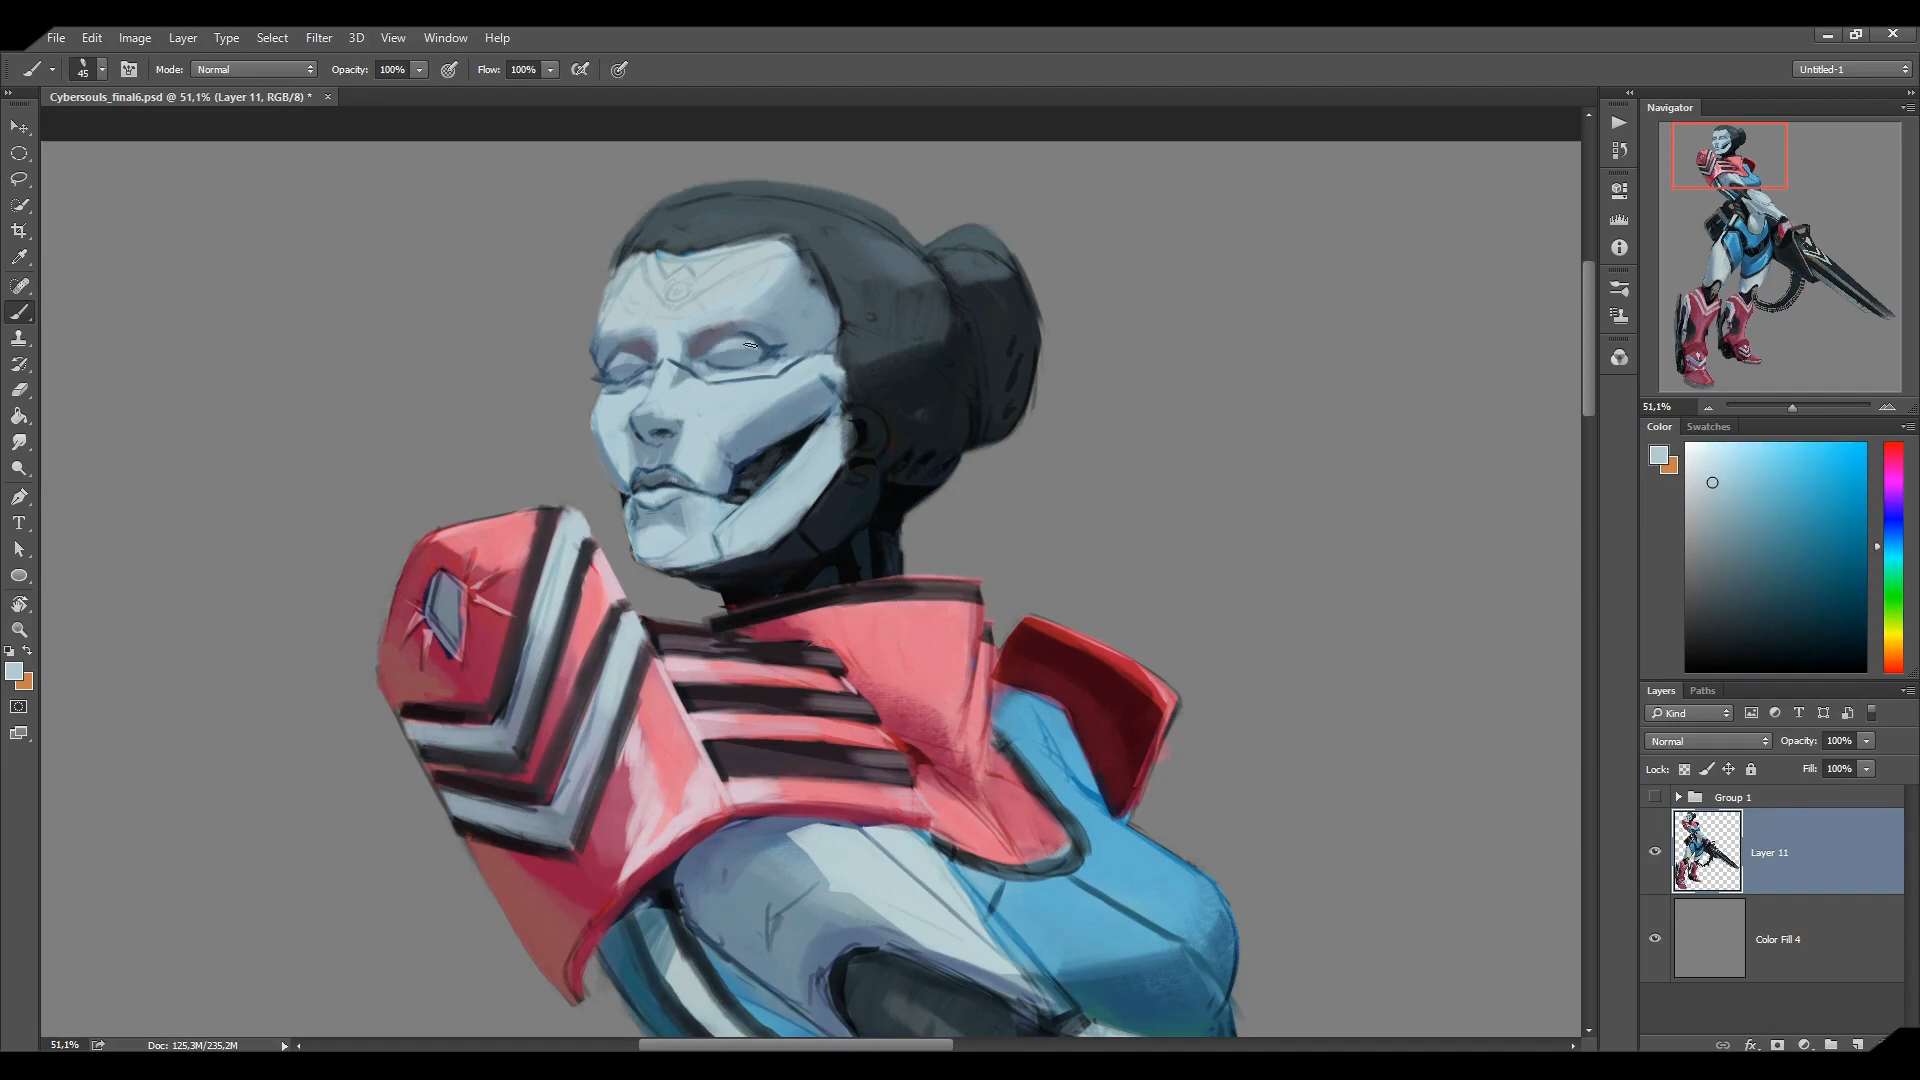 File Edit Image Layer Type Select Filter 3D View Window Help
45 Mode: Normal Opacity: 100% Flow: 100% Untitled-1
Cybersouls_final6.psd @ 51,1% (Layer 11, RGB/8) * ×
Navigator
51,1%
Color Swatches
Layers Paths
Kind
Normal Opacity: 100%
Lock: Fill: 100%
Group 1
Layer 11
Color Fill 4
51,1% Doc: 125,3M/235,2M